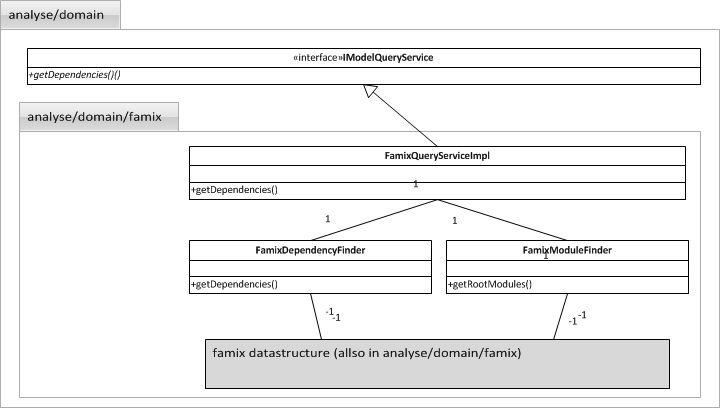 analyse/domain
«interface»IModelQueryService
+getDependencies()()
analyse/domain/famix
FamixQueryServiceImpl
1
+getDependencies()
1
1
FamixDependencyFinder
FamixModuleFinder
1
+getDependencies()
+getRootModules()
-1
-1
-1
-1
famix datastructure (allso in analyse/domain/famix)